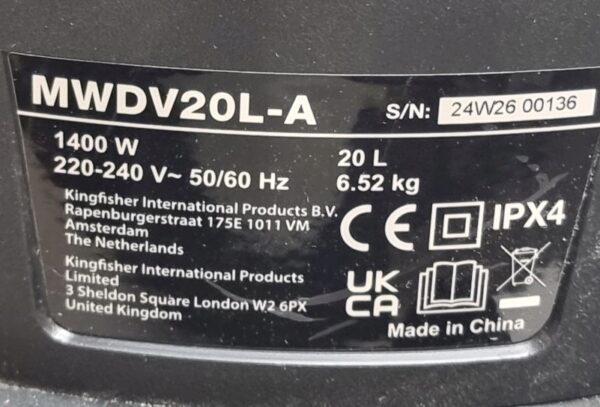 MWDV20L-A
S/N: 24W26 00136
1400 W
220-240 V~ 50/60 Hz
20 L
6.52 kg
Kingfisher International Products B.V.
Rapenburgerstraat 175E 1011 VM
Amsterdam
The Netherlands
Kingfisher International Products
Limited
3 Sheldon Square London W2 6PX
United Kingdom
CE
IPX4
UK
CA
Made in China